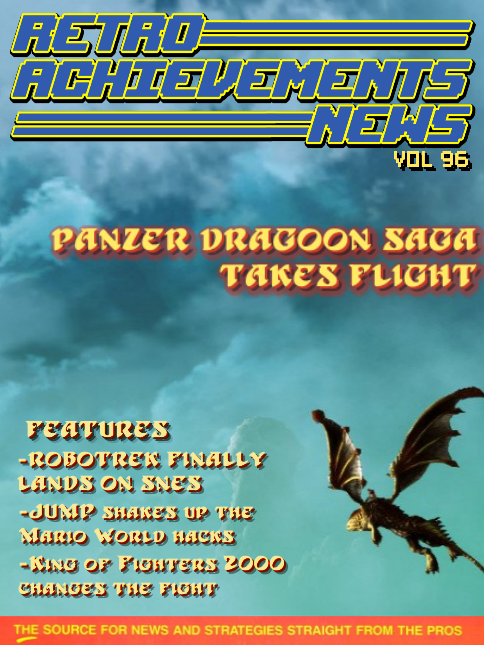 RETRO
ACHIEVEMENTS
NEWS
VOL 96
PANZER DRAGOON SAGA
TAKES FLIGHT
FEATURES
-ROBOTREK FINALLY
LANDS ON SNES
-JUMP SHAKES UP THE
MARIO WORLD HACKS
-KING OF FIGHTERS 2000
CHANGES THE FIGHT
THE SOURCE FOR NEWS AND STRATEGIES STRAIGHT FROM THE PROS